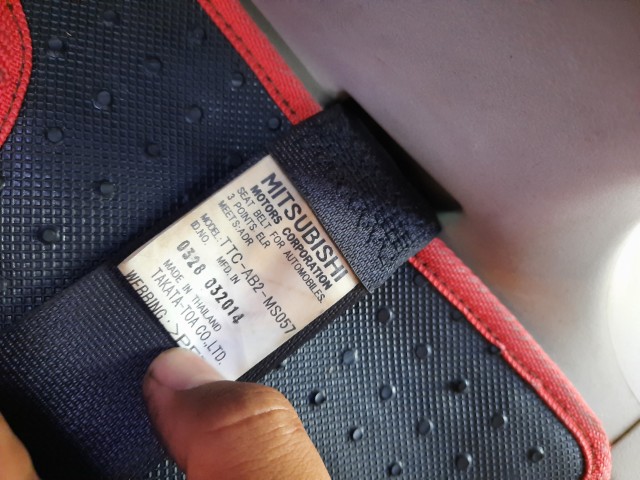 MITSUBISHI
MOTORS CORPORATION
SEAT BELT FOR AUTOMOBILES.
3 POINTS, ELR
MEETS:ADR
MODEL: TTC-AB2-MS057
ID.NO. MFD.IN
0326 032014
MADE IN THAILAND
TAKATA-TOA CO.,LTD.
WEBBING: